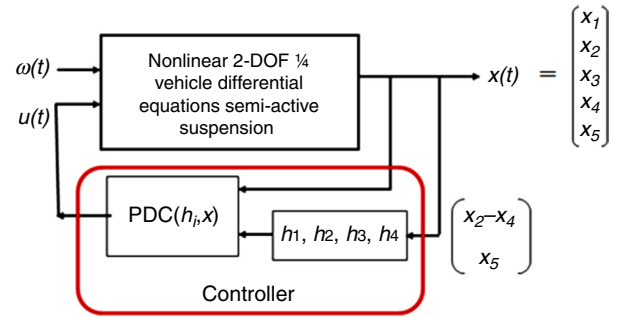 ω(t)
u(t)
Nonlinear 2-DOF ¼
vehicle differential
equations semi-active
suspension
x(t) =
x1
x2
x3
x4
x5
PDC(hi,x)
h1, h2, h3, h4
x2–x4
x5
Controller